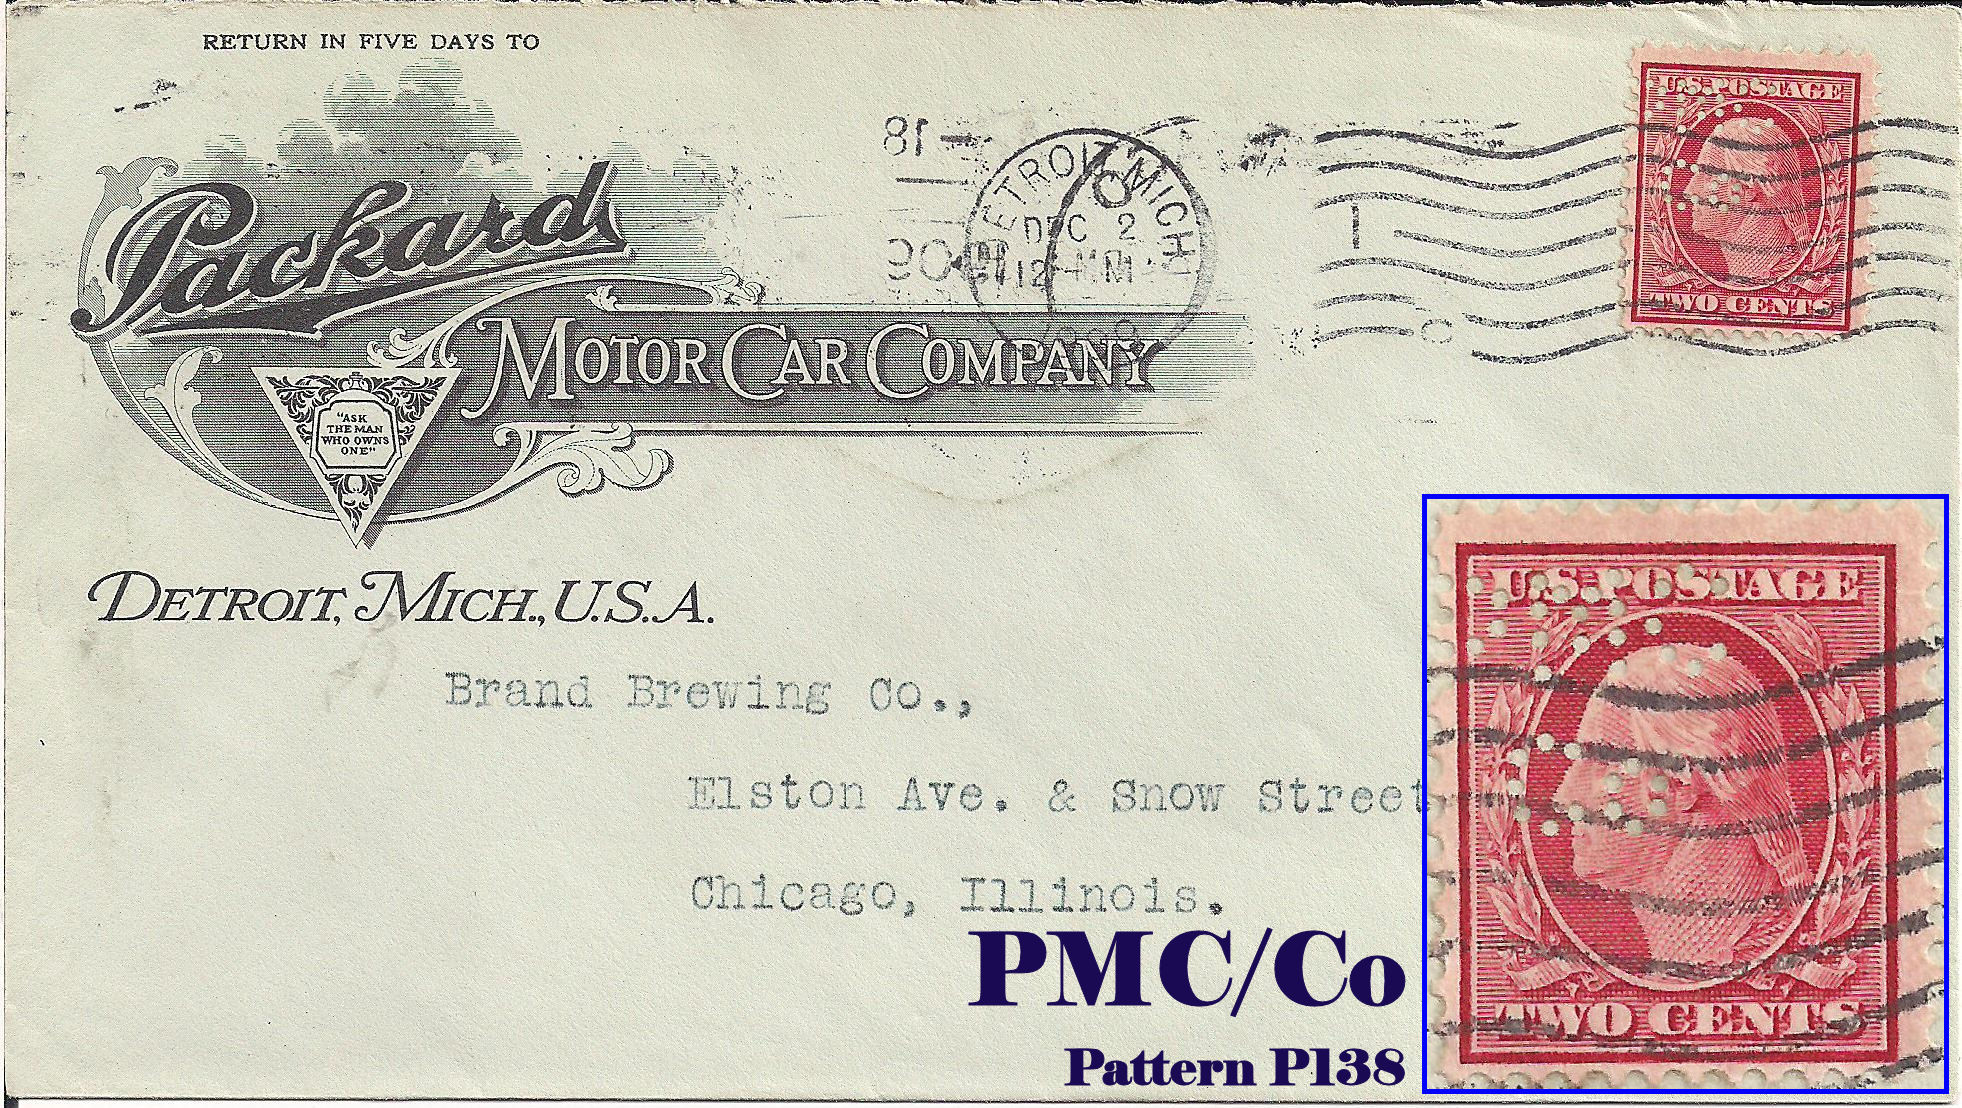 RETURN IN FIVE DAYS TO
Packard
MOTOR CAR COMPANY
"ASK
THE MAN
WHO OWNS
ONE"
DETROIT, MICH., U.S.A.
81
DETROIT, MICH.
DEC 2
12
U.S. POSTAGE
TWO CENTS
Brand Brewing Co.,
Elston Ave. & Snow Street
Chicago, Illinois.
U.S. POSTAGE
TWO CENTS
PMC/Co
Pattern P138